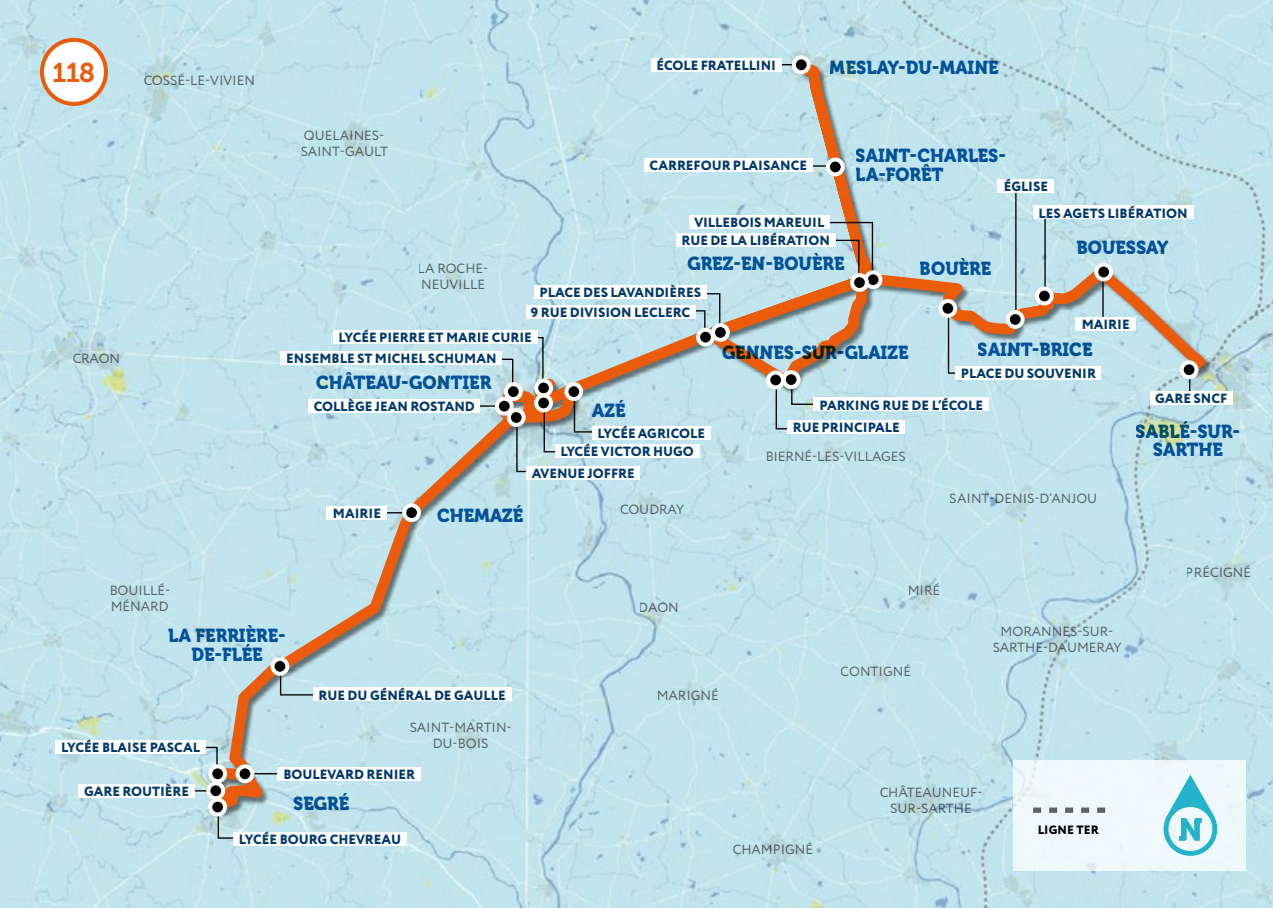 118
COSSÉ-LE-VIVIEN
QUELAINES-
SAINT-GAULT
ÉCOLE FRATELLINI
MESLAY-DU-MAINE
CARREFOUR PLAISANCE
SAINT-CHARLES-
LA-FORÊT
ÉGLISE
LES AGETS LIBÉRATION
VILLEBOIS MAREUIL
RUE DE LA LIBÉRATION
GREZ-EN-BOUÈRE
BOUÈRE
BOUESSAY
LA ROCHE-
NEUVILLE
PLACE DES LAVANDIÈRES
9 RUE DIVISION LECLERC
MAIRIE
LYCÉE PIERRE ET MARIE CURIE
ENSEMBLE ST MICHEL SCHUMAN
CHÂTEAU-GONTIER
COLLÈGE JEAN ROSTAND
CRAON
GENNES-SUR-GLAIZE
SAINT-BRICE
PLACE DU SOUVENIR
GARE SNCF
SABLÉ-SUR-
SARTHE
AZÉ
LYCÉE AGRICOLE
LYCÉE VICTOR HUGO
AVENUE JOFFRE
PARKING RUE DE L'ÉCOLE
RUE PRINCIPALE
BIERNÉ-LES-VILLAGES
SAINT-DENIS-D'ANJOU
MAIRIE
CHEMAZÉ
COUDRAY
PRÉCIGNÉ
BOUILLÉ-
MÉNARD
DAON
MIRÉ
MORANNES-SUR-
SARTHE-DAUMERAY
LA FERRIÈRE-
DE-FLÉE
RUE DU GÉNÉRAL DE GAULLE
MARIGNÉ
CONTIGNÉ
SAINT-MARTIN-
DU-BOIS
LYCÉE BLAISE PASCAL
BOULEVARD RENIER
GARE ROUTIÈRE
SEGRÉ
LYCÉE BOURG CHEVREAU
CHÂTEAUNEUF-
SUR-SARTHE
CHAMPIGNÉ
LIGNE TER
N